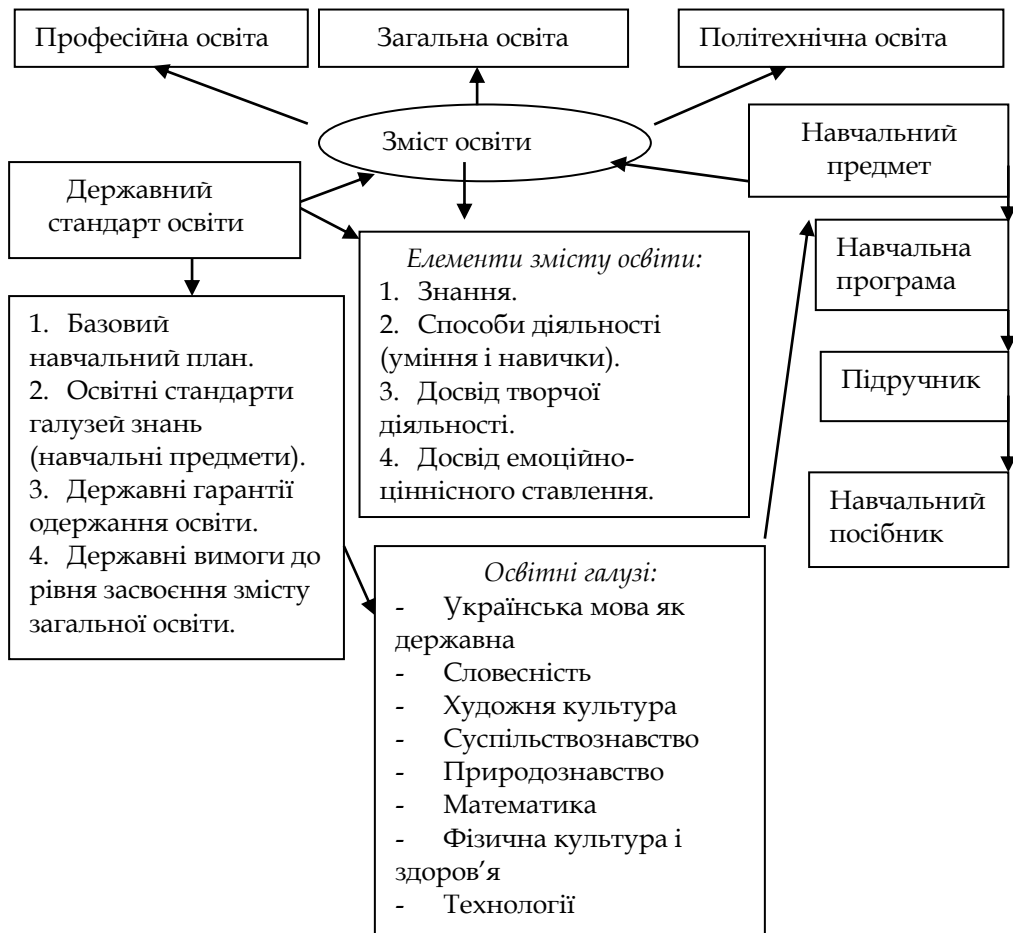 Професійна освіта
Загальна освіта
Політехнічна освіта
Зміст освіти
Навчальний
предмет
Державний
стандарт освіти
Елементи змісту освіти:
1. Знання.
2. Способи діяльності
(уміння і навички).
3. Досвід творчої
діяльності.
4. Досвід емоційно-
ціннісного ставлення.
Навчальна
програма
1. Базовий
навчальний план.
2. Освітні стандарти
галузей знань
(навчальні предмети).
3. Державні гарантії
одержання освіти.
4. Державні вимоги до
рівня засвоєння змісту
загальної освіти.
Підручник
Навчальний
посібник
Освітні галузі:
- Українська мова як
державна
- Словесність
- Художня культура
- Суспільствознавство
- Природознавство
- Математика
- Фізична культура і
здоров’я
- Технології